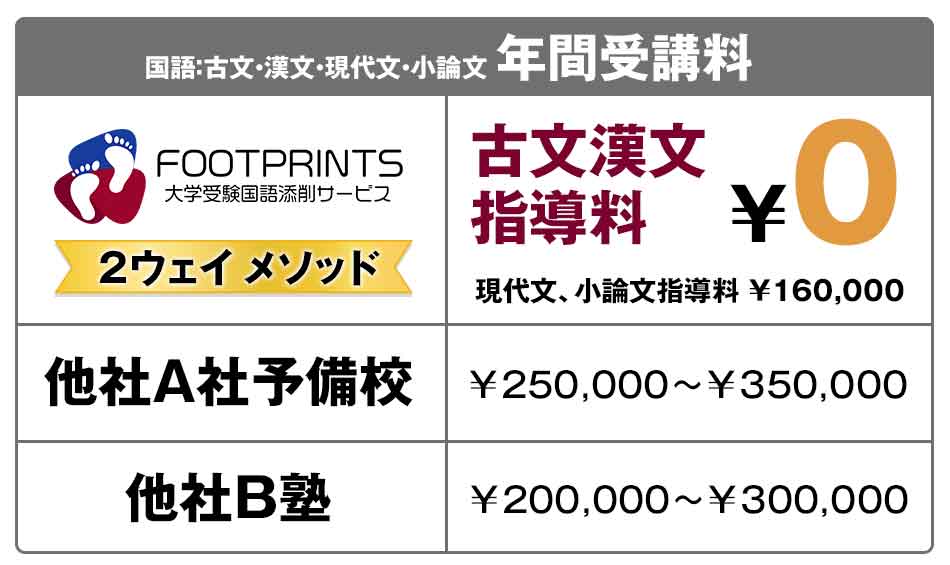 国語:古文・漢文・現代文・小論文 年間受講料
FOOTPRINTS
大学受験国語添削サービス
2ウェイ メソッド
古文漢文
指導料 ¥0
現代文、小論文指導料 ¥160,000
他社A社予備校
¥250,000～¥350,000
他社B塾
¥200,000～¥300,000